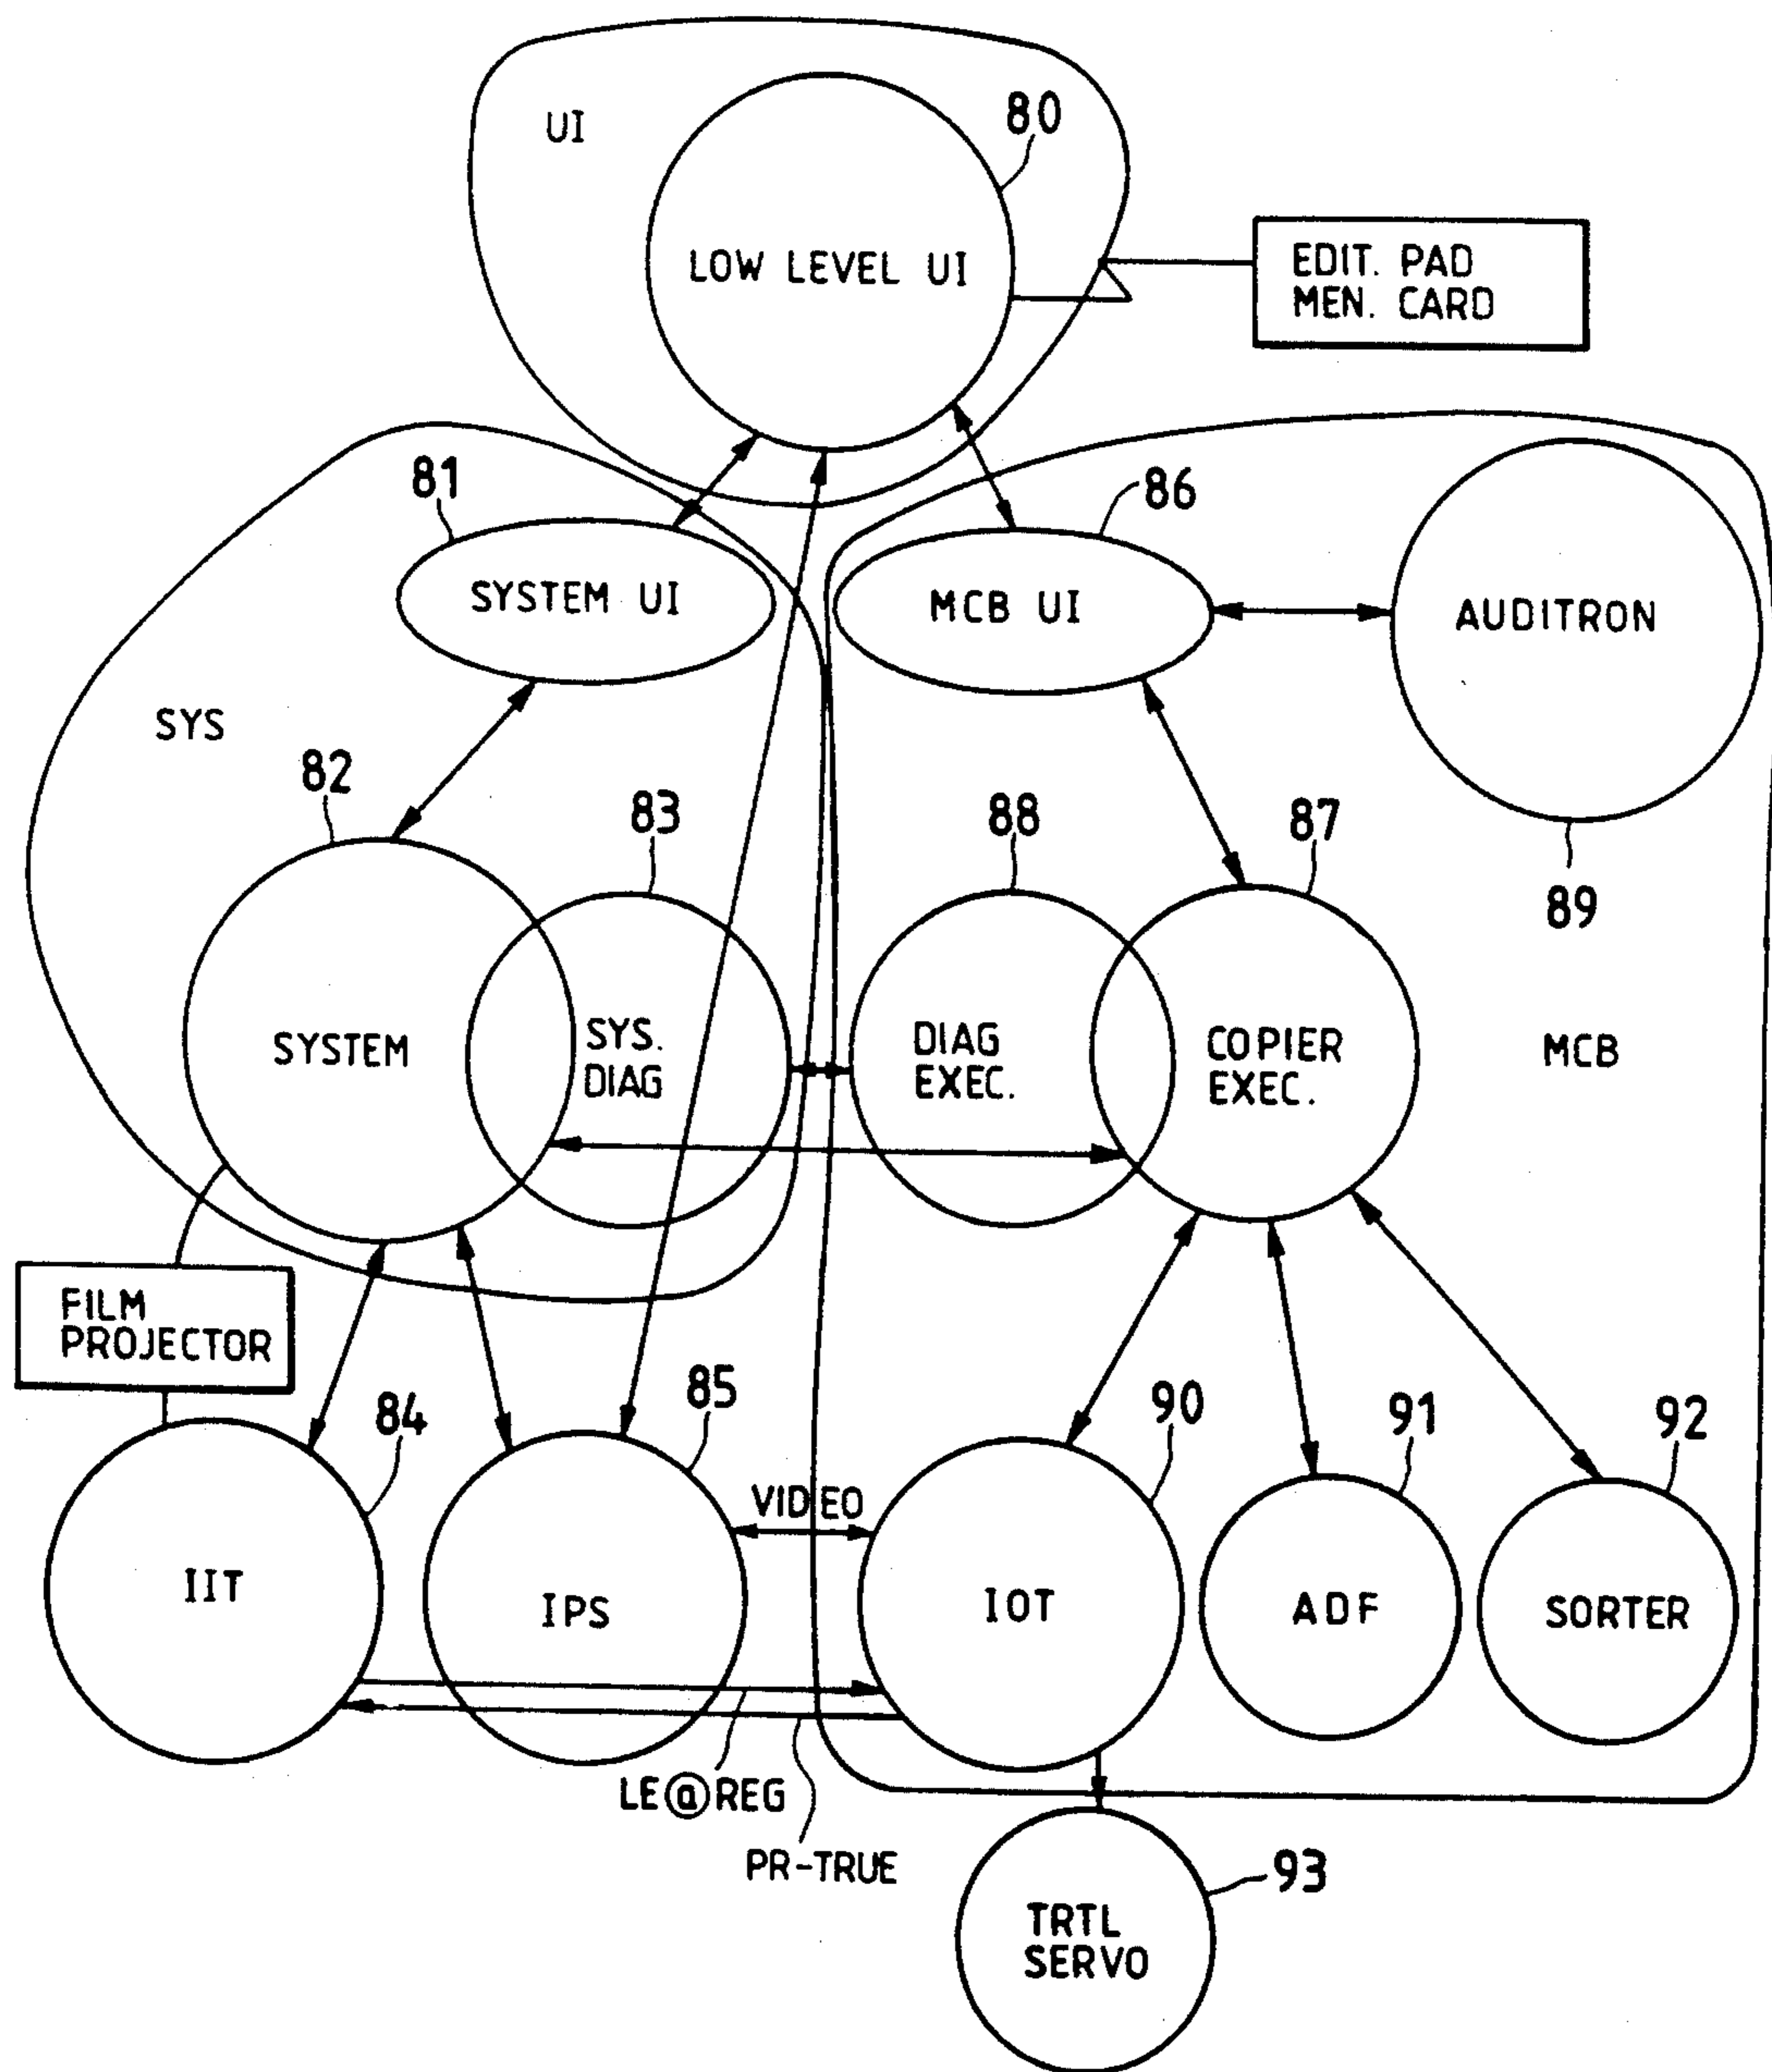 UI
80
LOW LEVEL UI
EDIT. PAD
MEN. CARD
81
86
SYSTEM UI
MCB UI
AUDITRON
SYS
82
83
88
87
89
SYSTEM
SYS.
DIAG
DIAG
EXEC.
COPIER
EXEC.
MCB
FILM
PROJECTOR
84
85
90
91
92
VIDEO
IIT
IPS
IOT
ADF
SORTER
LE@REG
PR-TRUE
93
TRTL
SERVO